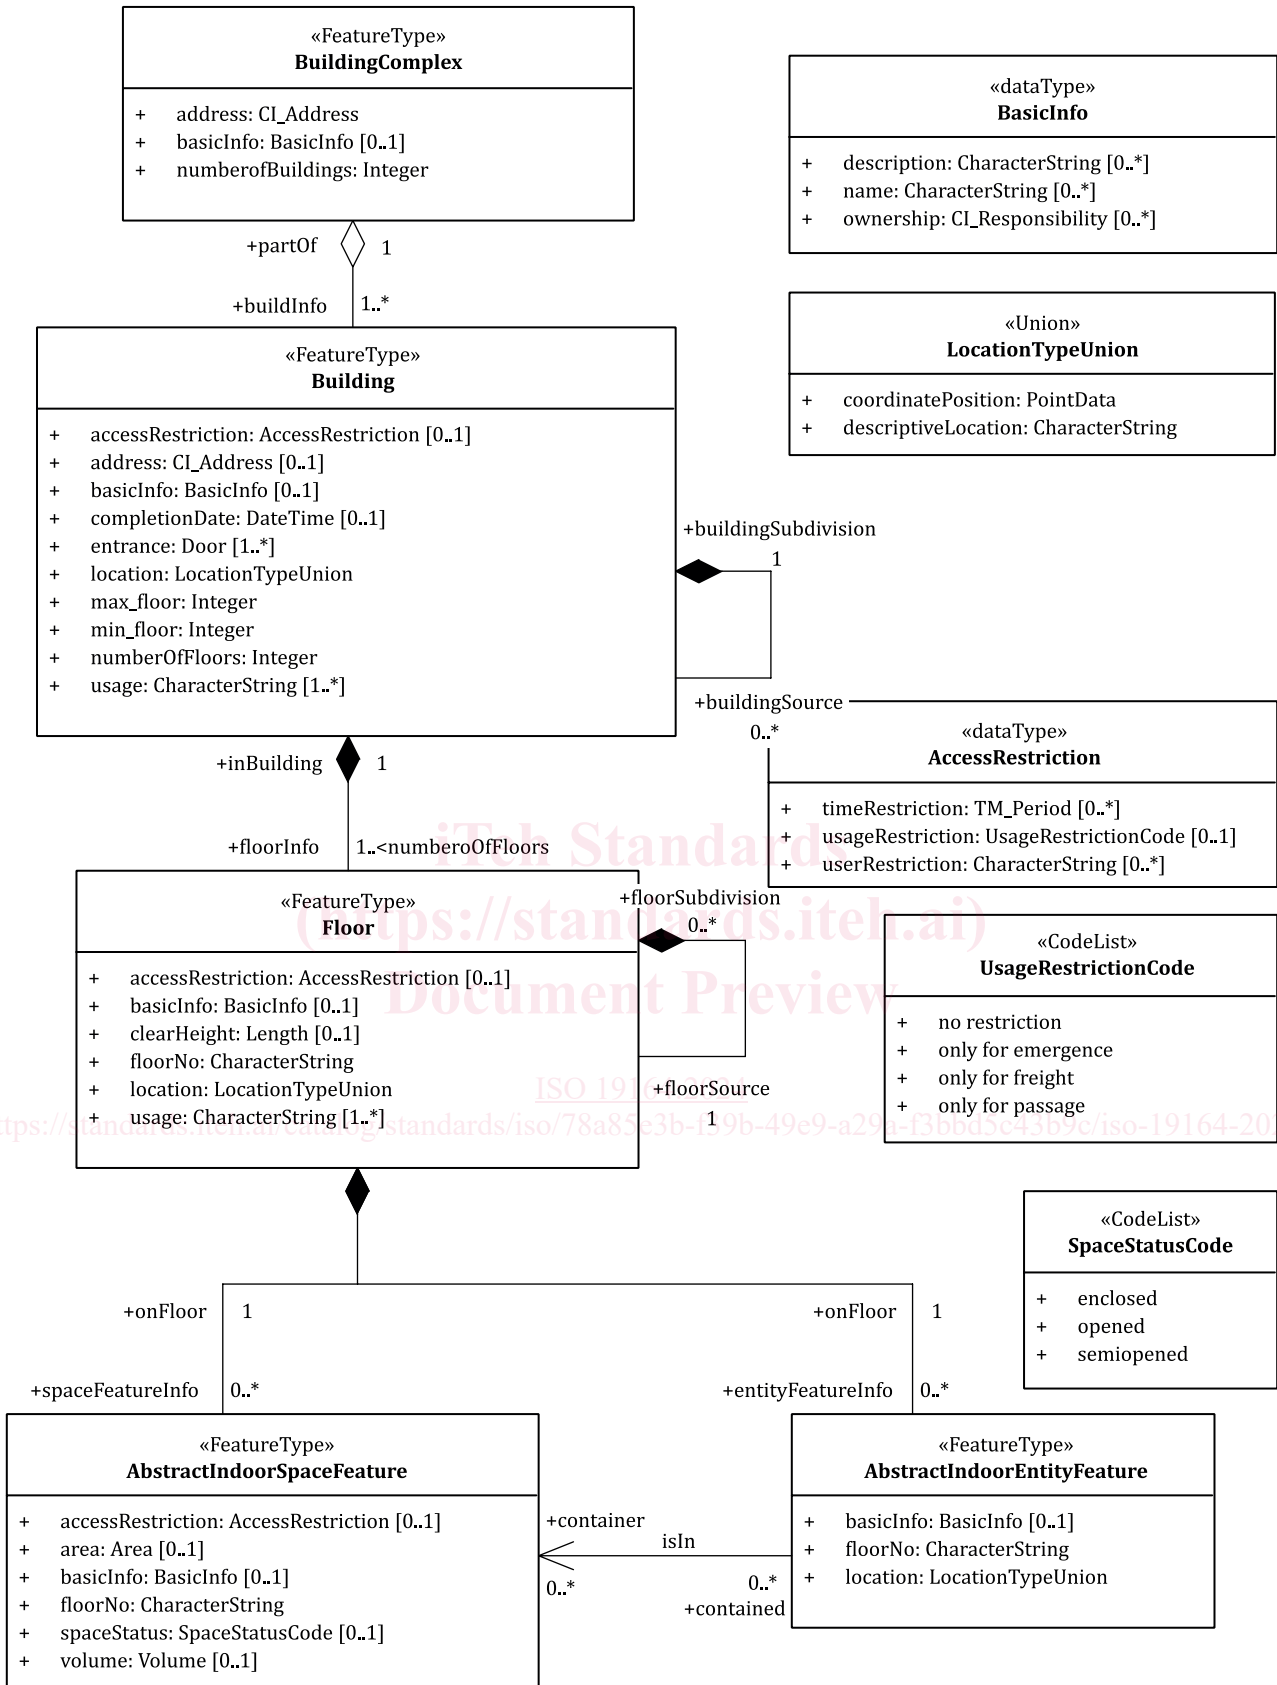 «FeatureType»
BuildingComplex
+ address: CI_Address
+ basicInfo: BasicInfo [0..1]
+ numberofBuildings: Integer
«dataType»
BasicInfo
+ description: CharacterString [0..*]
+ name: CharacterString [0..*]
+ ownership: CI_Responsibility [0..*]
+partOf 1
+buildInfo 1..*
«Union»
LocationTypeUnion
+ coordinatePosition: PointData
+ descriptiveLocation: CharacterString
«FeatureType»
Building
+ accessRestriction: AccessRestriction [0..1]
+ address: CI_Address [0..1]
+ basicInfo: BasicInfo [0..1]
+ completionDate: DateTime [0..1]
+ entrance: Door [1..*]
+ location: LocationTypeUnion
+ max_floor: Integer
+ min_floor: Integer
+ numberOfFloors: Integer
+ usage: CharacterString [1..*]
+buildingSubdivision
1
+buildingSource
0..*
«dataType»
AccessRestriction
+ timeRestriction: TM_Period [0..*]
+ usageRestriction: UsageRestrictionCode [0..1]
+ userRestriction: CharacterString [0..*]
+inBuilding 1
+floorInfo 1..<numberoOfFloors
iTeh Standards
(https://standards.iteh.ai)
Document Preview
«FeatureType»
Floor
+ accessRestriction: AccessRestriction [0..1]
+ basicInfo: BasicInfo [0..1]
+ clearHeight: Length [0..1]
+ floorNo: CharacterString
+ location: LocationTypeUnion
+ usage: CharacterString [1..*]
+floorSubdivision
0..*
+floorSource
1
«CodeList»
UsageRestrictionCode
+ no restriction
+ only for emergence
+ only for freight
+ only for passage
ISO 19164:2024
«CodeList»
SpaceStatusCode
+ enclosed
+ opened
+ semiopened
+onFloor 1
+spaceFeatureInfo 0..*
+onFloor 1
+entityFeatureInfo 0..*
«FeatureType»
AbstractIndoorSpaceFeature
+ accessRestriction: AccessRestriction [0..1]
+ area: Area [0..1]
+ basicInfo: BasicInfo [0..1]
+ floorNo: CharacterString
+ spaceStatus: SpaceStatusCode [0..1]
+ volume: Volume [0..1]
+container
isIn
0..*
0..*
+contained
«FeatureType»
AbstractIndoorEntityFeature
+ basicInfo: BasicInfo [0..1]
+ floorNo: CharacterString
+ location: LocationTypeUnion